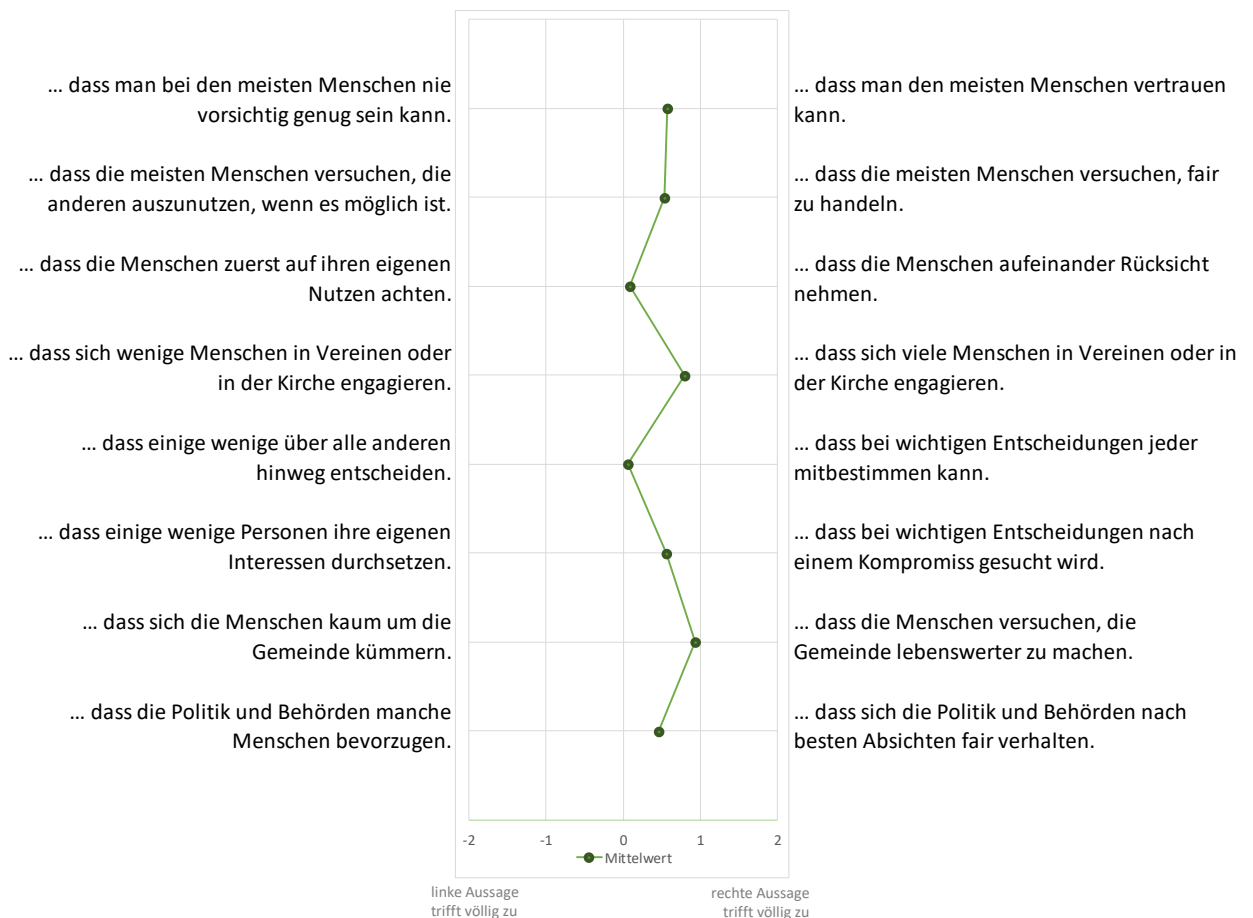 ... dass man bei den meisten Menschen nie
vorsichtig genug sein kann.
... dass man den meisten Menschen vertrauen
kann.
... dass die meisten Menschen versuchen, die
anderen auszunutzen, wenn es möglich ist.
... dass die meisten Menschen versuchen, fair
zu handeln.
... dass die Menschen zuerst auf ihren eigenen
Nutzen achten.
... dass die Menschen aufeinander Rücksicht
nehmen.
... dass sich wenige Menschen in Vereinen oder
in der Kirche engagieren.
... dass sich viele Menschen in Vereinen oder in
der Kirche engagieren.
... dass einige wenige über alle anderen
hinweg entscheiden.
... dass bei wichtigen Entscheidungen jeder
mitbestimmen kann.
... dass einige wenige Personen ihre eigenen
Interessen durchsetzen.
... dass bei wichtigen Entscheidungen nach
einem Kompromiss gesucht wird.
... dass sich die Menschen kaum um die
Gemeinde kümmern.
... dass die Menschen versuchen, die
Gemeinde lebenswerter zu machen.
... dass die Politik und Behörden manche
Menschen bevorzugen.
... dass sich die Politik und Behörden nach
besten Absichten fair verhalten.
-2 -1 0 1 2
Mittelwert
linke Aussage
trifft völlig zu
rechte Aussage
trifft völlig zu